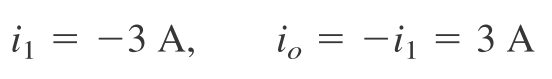 i₁ = −3 A, iₒ = −i₁ = 3 A